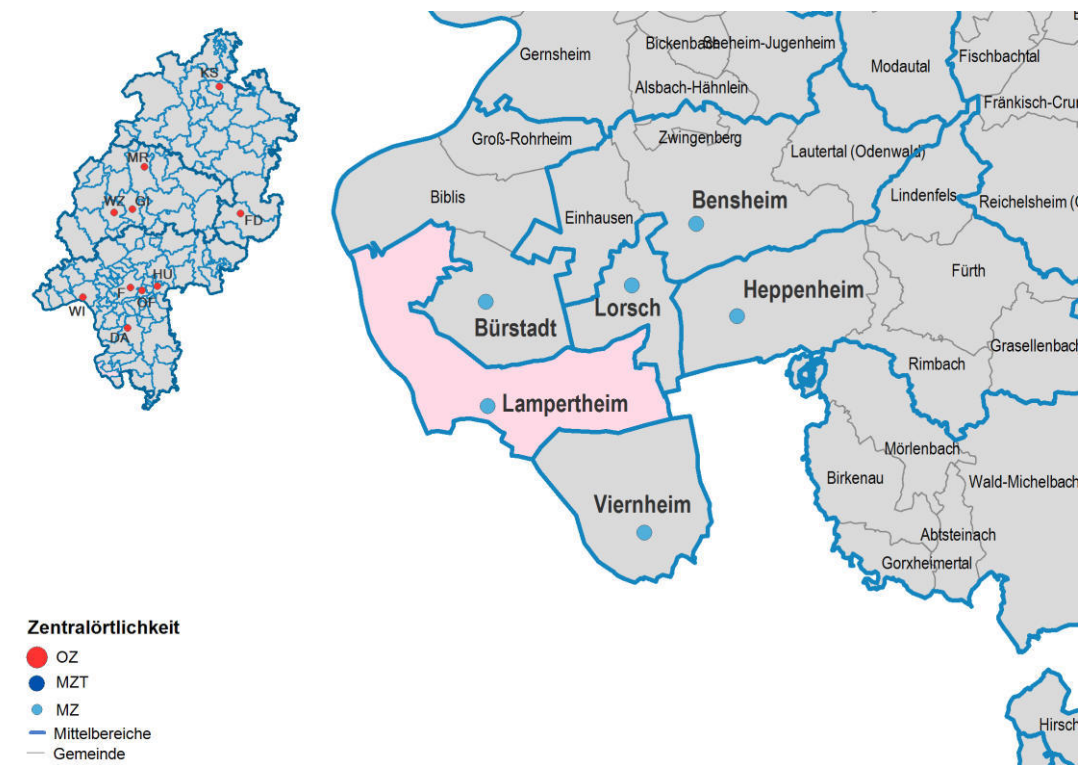 KS
MR
WZ
GI
FD
HU
F
OF
WI
DA
Gernsheim
Bickenbach
Seeheim-Jugenheim
Alsbach-Hähnlein
Modautal
Fischbachtal
Groß-Rohrheim
Zwingenberg
Lautertal (Odenwald)
Biblis
Einhausen
Bensheim
Lindenfels
Reichelsheim (O
Fränkisch-Crum
Fürth
Heppenheim
Lorsch
Bürstadt
Grasellenbach
Rimbach
Lampertheim
Mörlenbach
Birkenau
Wald-Michelbach
Viernheim
Abtsteinach
Gorxheimertal
Hirsch
Zentralörtlichkeit
OZ
MZT
MZ
Mittelbereiche
Gemeinde